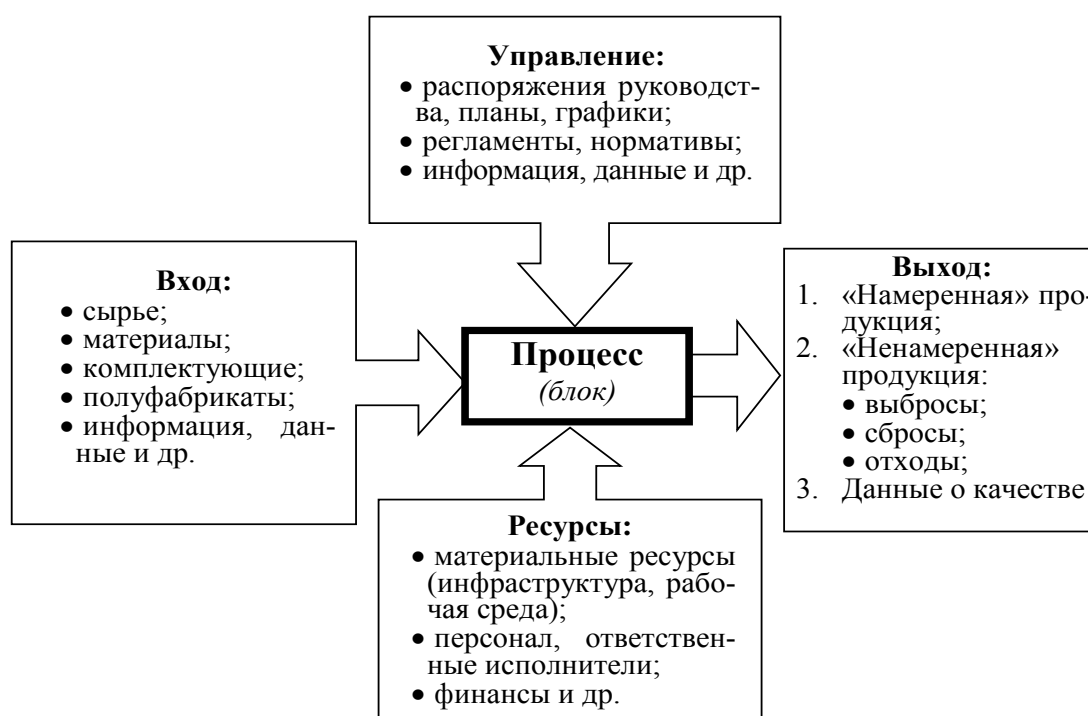 Управление:
• распоряжения руководст-
ва, планы, графики;
• регламенты, нормативы;
• информация, данные и др.
Вход:
• сырье;
• материалы;
• комплектующие;
• полуфабрикаты;
• информация, дан-
ные и др.
Процесс
(блок)
Выход:
1. «Намеренная» про-
дукция;
2. «Ненамеренная»
продукция:
• выбросы;
• сбросы;
• отходы;
3. Данные о качестве
Ресурсы:
• материальные ресурсы
(инфраструктура, рабо-
чая среда);
• персонал, ответствен-
ные исполнители;
• финансы и др.